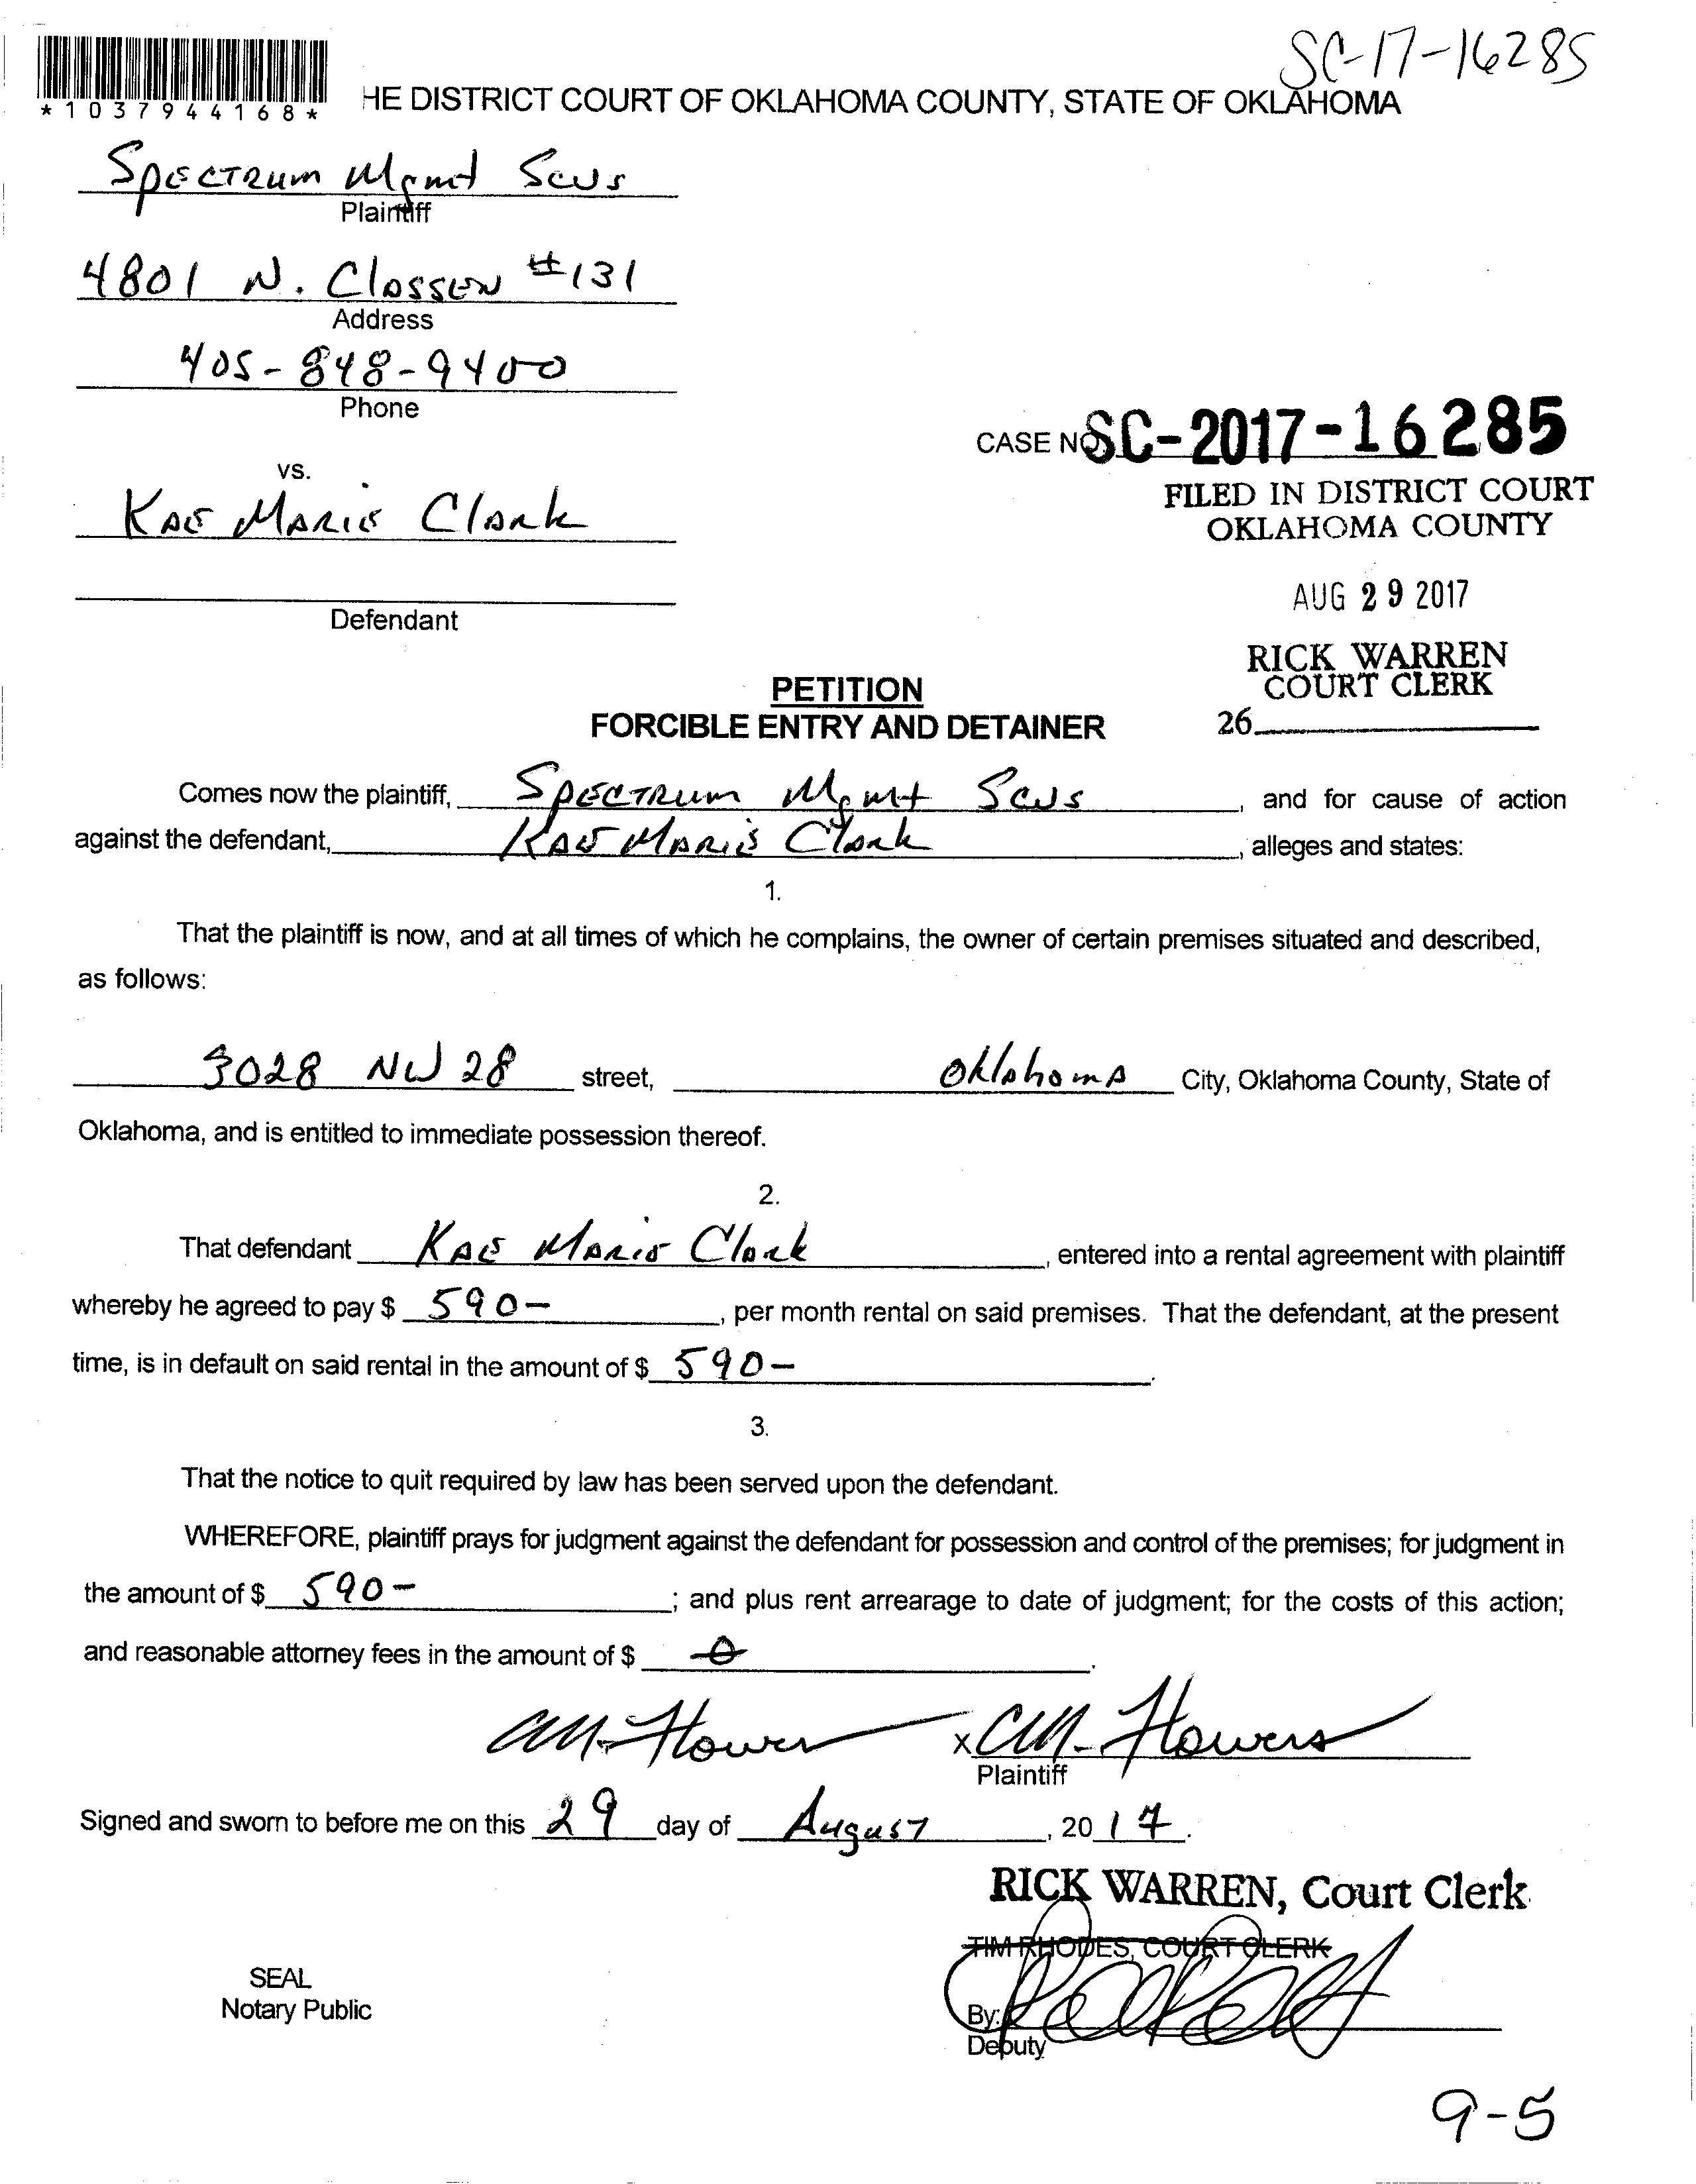 SC-17-16285
*1037944168*
HE DISTRICT COURT OF OKLAHOMA COUNTY, STATE OF OKLAHOMA
Spectrum Mgmt Scus
Plaintiff
4801 N. Classen #131
Address
405-848-9400
Phone
CASE NO SC-2017-16285
vs.
FILED IN DISTRICT COURT
OKLAHOMA COUNTY
Kae Marie Clark
AUG 29 2017
Defendant
RICK WARREN
COURT CLERK
26
PETITION
FORCIBLE ENTRY AND DETAINER
Comes now the plaintiff, Spectrum Mgmt Scus, and for cause of action
against the defendant, Kae Marie Clark, alleges and states:
1.
That the plaintiff is now, and at all times of which he complains, the owner of certain premises situated and described,
as follows:
3028 NW 28 street, Oklahoma City, Oklahoma County, State of
Oklahoma, and is entitled to immediate possession thereof.
2.
That defendant Kae Marie Clark, entered into a rental agreement with plaintiff
whereby he agreed to pay $ 590-, per month rental on said premises. That the defendant, at the present
time, is in default on said rental in the amount of $ 590-.
3.
That the notice to quit required by law has been served upon the defendant.
WHEREFORE, plaintiff prays for judgment against the defendant for possession and control of the premises; for judgment in
the amount of $ 590-; and plus rent arrearage to date of judgment; for the costs of this action;
and reasonable attorney fees in the amount of $ 0.
CM. Flowers x CM. Flowers
Plaintiff
Signed and sworn to before me on this 29 day of August, 2017.
RICK WARREN, Court Clerk
TIM RHODES, COURT CLERK
SEAL
Notary Public
By:
Deputy
9-5